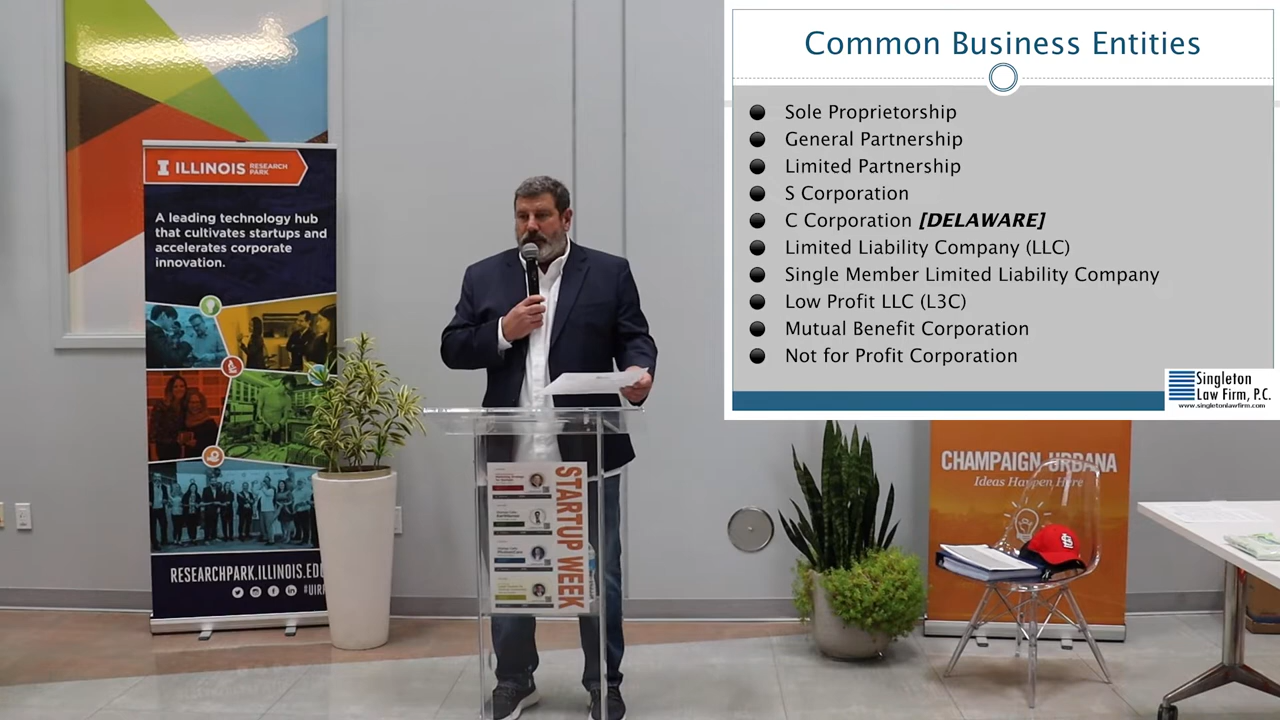 ILLINOIS RESEARCH PARK
A leading technology hub
that cultivates startups and
accelerates corporate
innovation.
RESEARCHPARK.ILLINOIS.EDU
STARTUP WEEK
Common Business Entities
Sole Proprietorship
General Partnership
Limited Partnership
S Corporation
C Corporation [DELAWARE]
Limited Liability Company (LLC)
Single Member Limited Liability Company
Low Profit LLC (L3C)
Mutual Benefit Corporation
Not for Profit Corporation
Singleton
Law Firm, P.C.
www.singletonlawfirm.com
CHAMPAIGN-URBANA
Ideas Happen Here